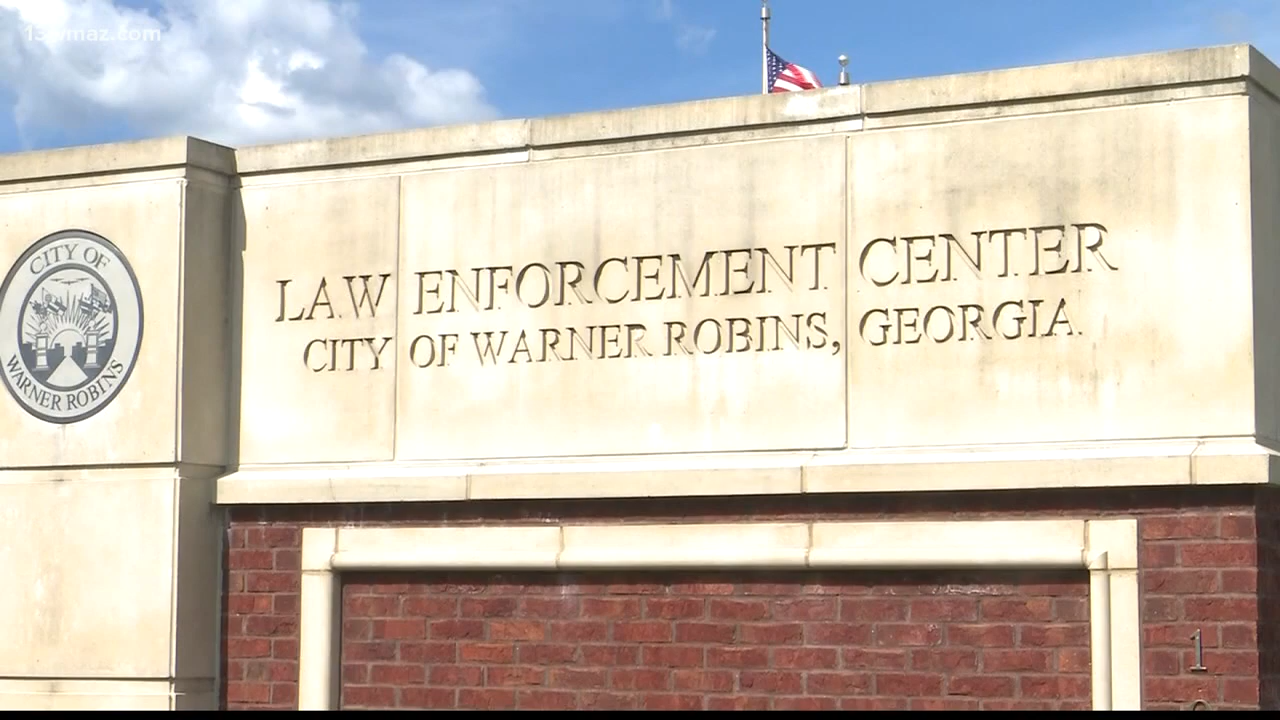 13wmaz.com
CITY OF
WARNER ROBINS
LAW ENFORCEMENT CENTER
CITY OF WARNER ROBINS, GEORGIA
1